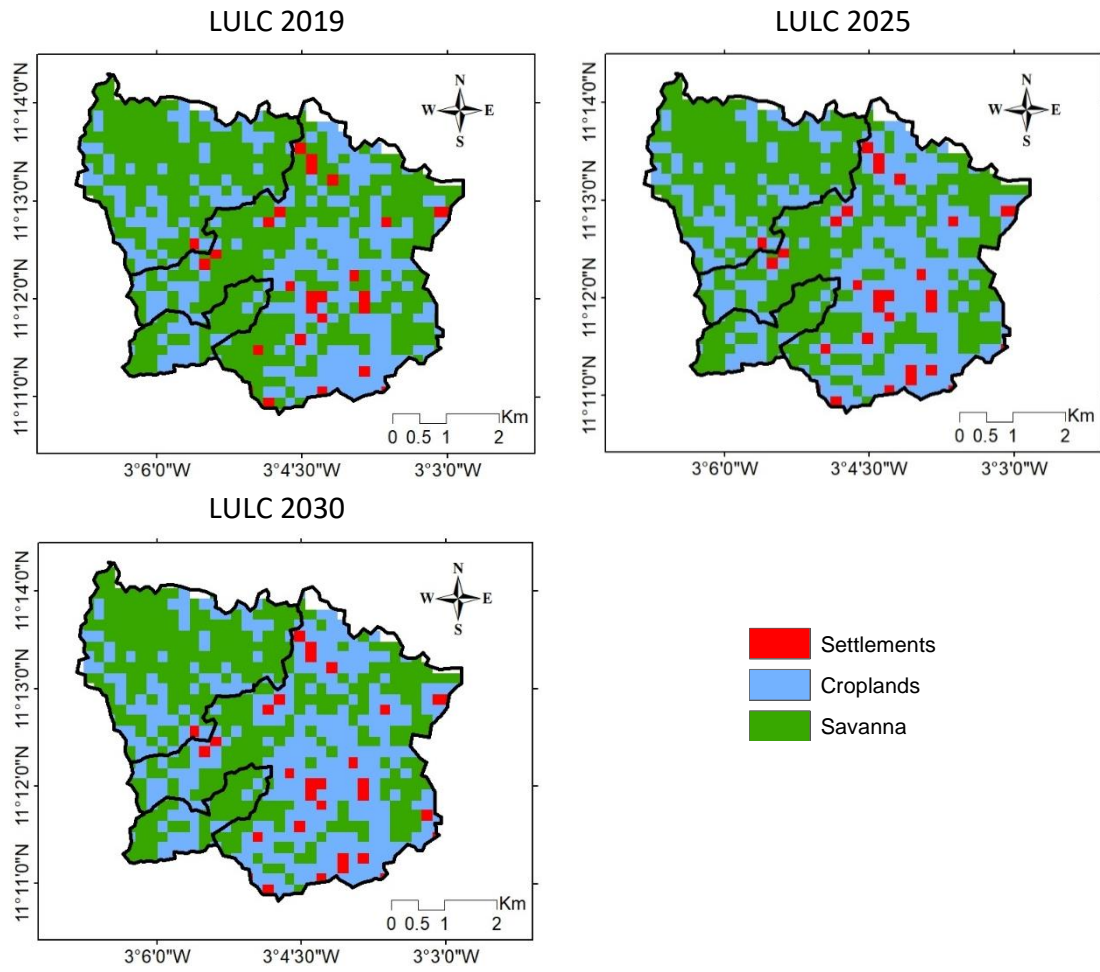 LULC 2019
LULC 2025
N
W E
S
11°14'0"N
11°13'0"N
11°12'0"N
11°11'0"N
Km
0 0.5 1 2
3°6'0"W 3°4'30"W 3°3'0"W
N
W E
S
11°14'0"N
11°13'0"N
11°12'0"N
11°11'0"N
Km
0 0.5 1 2
3°6'0"W 3°4'30"W 3°3'0"W
LULC 2030
N
W E
S
11°14'0"N
11°13'0"N
11°12'0"N
11°11'0"N
Km
0 0.5 1 2
3°6'0"W 3°4'30"W 3°3'0"W
Settlements
Croplands
Savanna